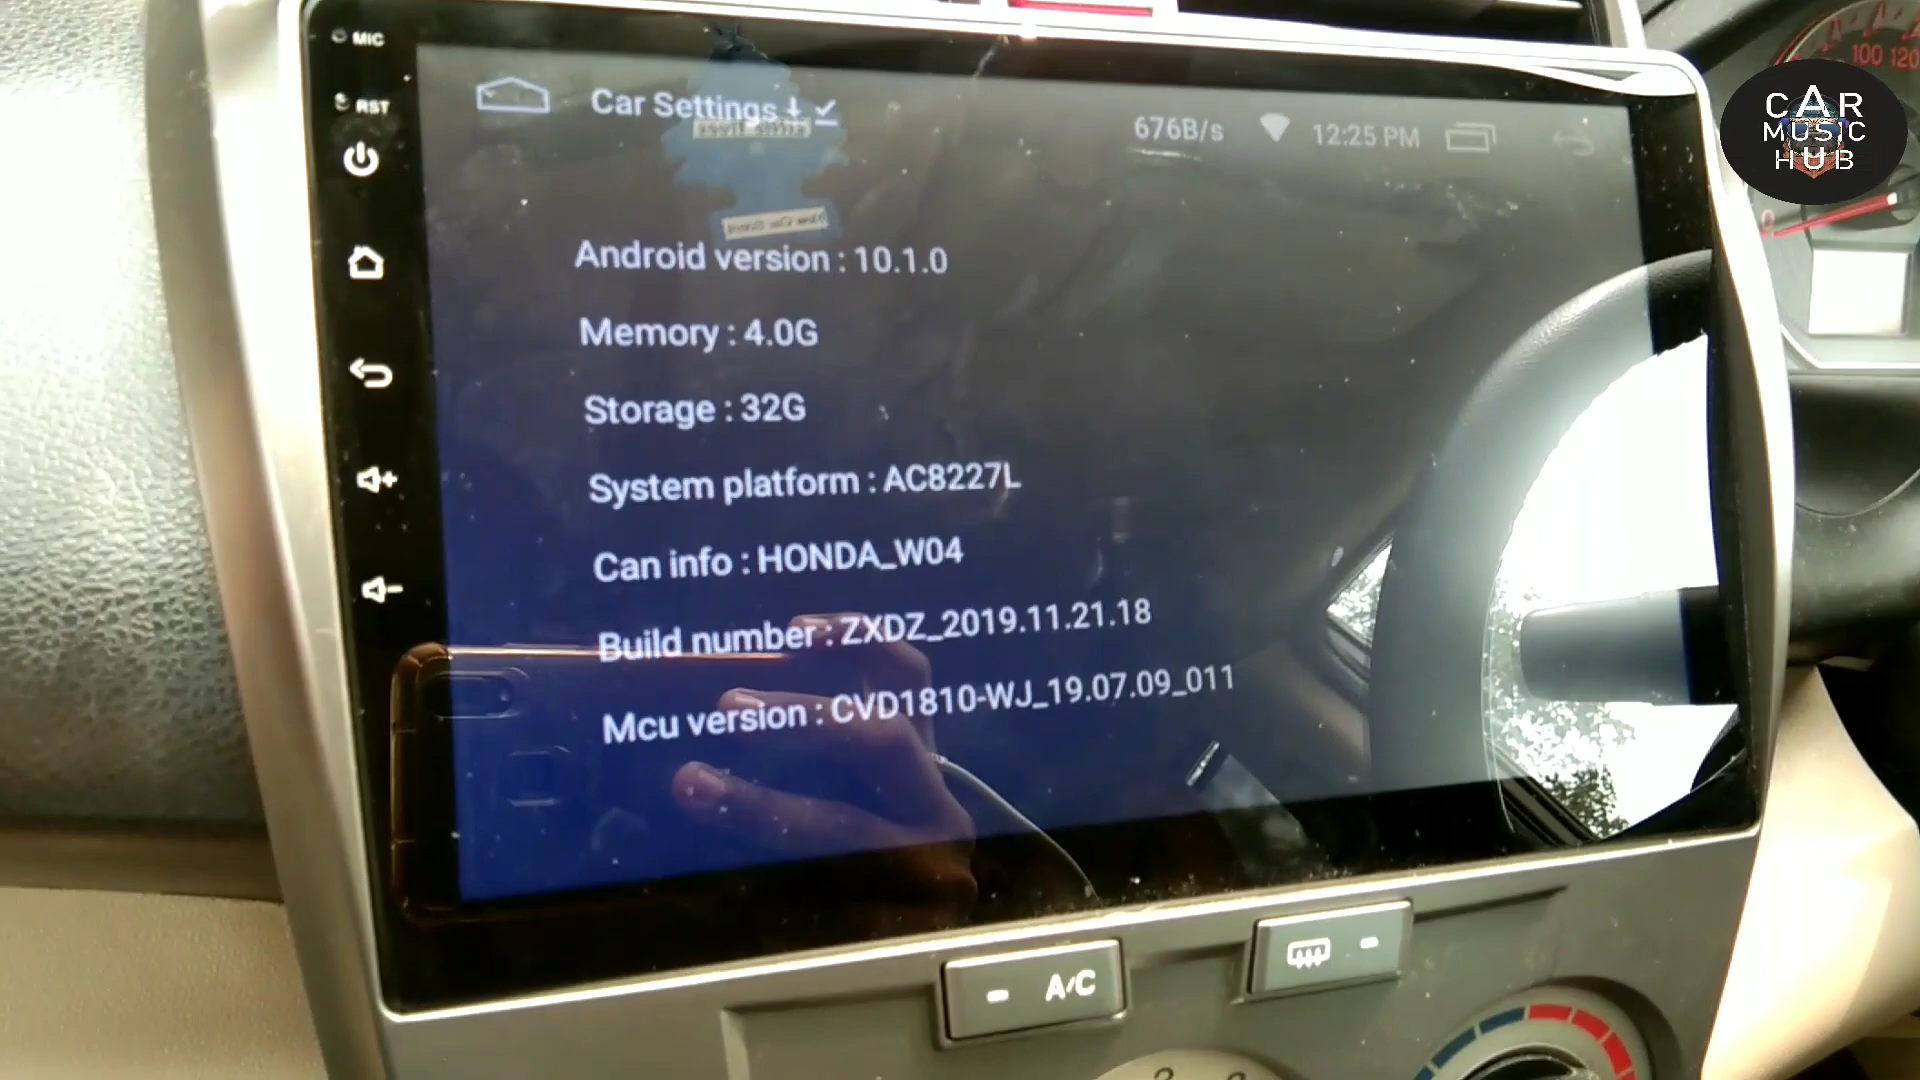 MIC
RST
Car Settings
676B/s
12:25 PM
Android version : 10.1.0
Memory : 4.0G
Storage : 32G
System platform : AC8227L
Can info : HONDA_W04
Build number : ZXDZ_2019.11.21.18
Mcu version : CVD1810-WJ_19.07.09_011
A/C
100 120
0
CAR
MUSIC
HUB